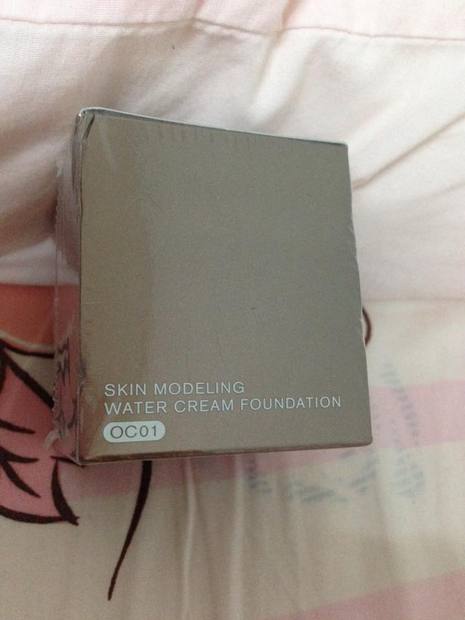 SKIN MODELING
WATER CREAM FOUNDATION
OC01